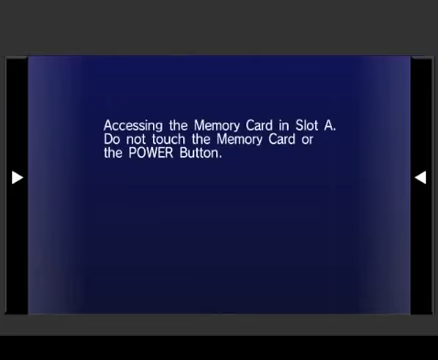 Accessing the Memory Card in Slot A.
Do not touch the Memory Card or
the POWER Button.